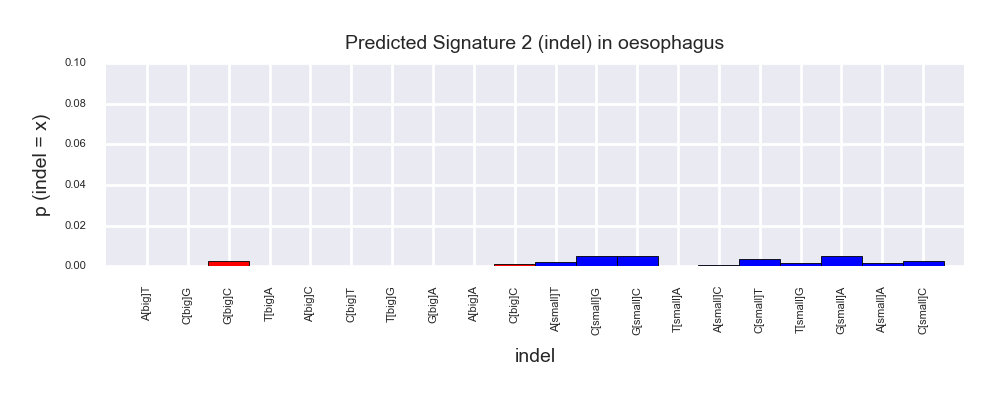 Predicted Signature 2 (indel) in oesophagus
p (indel = x)
0.10
0.08
0.06
0.04
0.02
0.00
A[big]T
C[big]G
G[big]C
T[big]A
A[big]C
C[big]T
T[big]G
G[big]A
A[big]A
C[big]C
A[small]T
C[small]G
G[small]C
T[small]A
A[small]C
C[small]T
T[small]G
G[small]A
A[small]A
C[small]C
indel